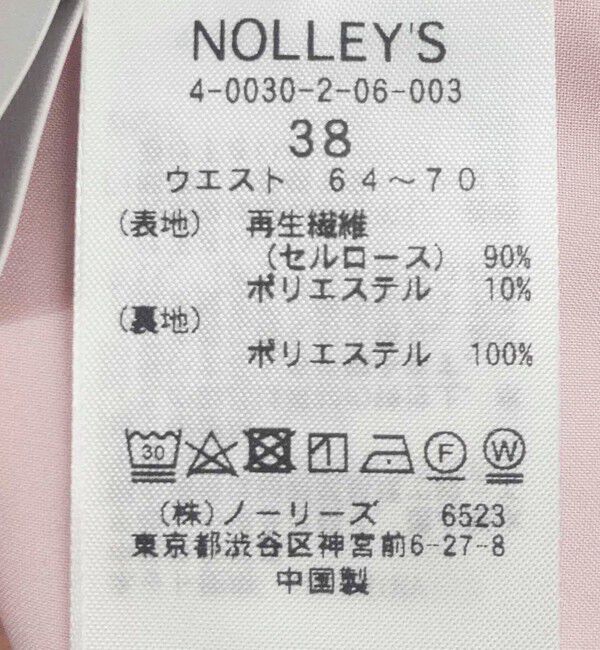 NOLLEY'S
4-0030-2-06-003
38
ウエスト 64~70
(表地) 再生繊維
(セルロース) 90%
ポリエステル 10%
(裏地)
ポリエステル 100%
30 F W
(株)ノーリーズ 6523
東京都渋谷区神宮前6-27-8
中国製